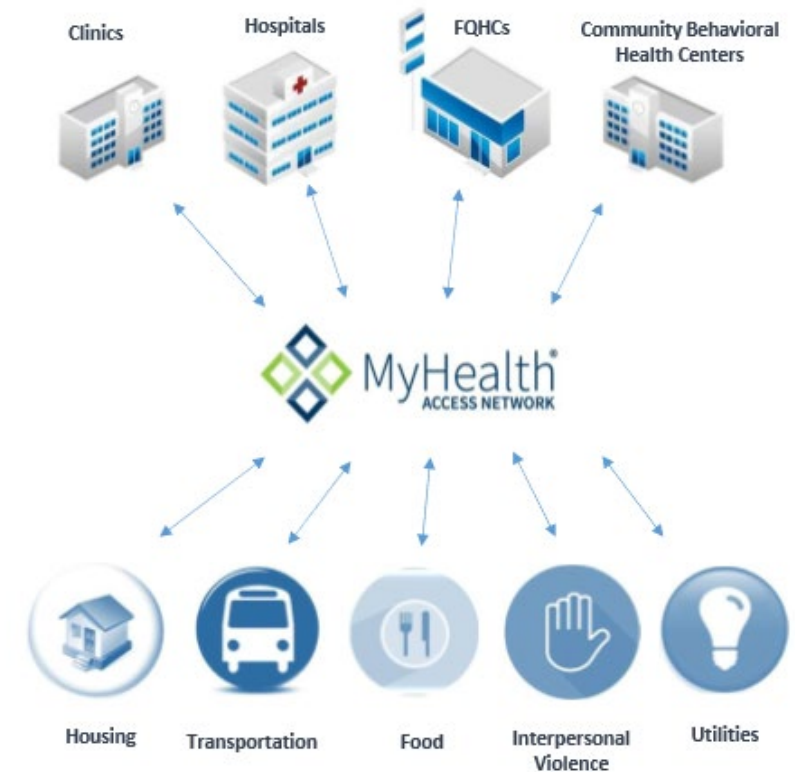 Clinics
Hospitals
FQHCs
Community Behavioral
Health Centers
MyHealth®
ACCESS NETWORK
Housing
Transportation
Food
Interpersonal
Violence
Utilities